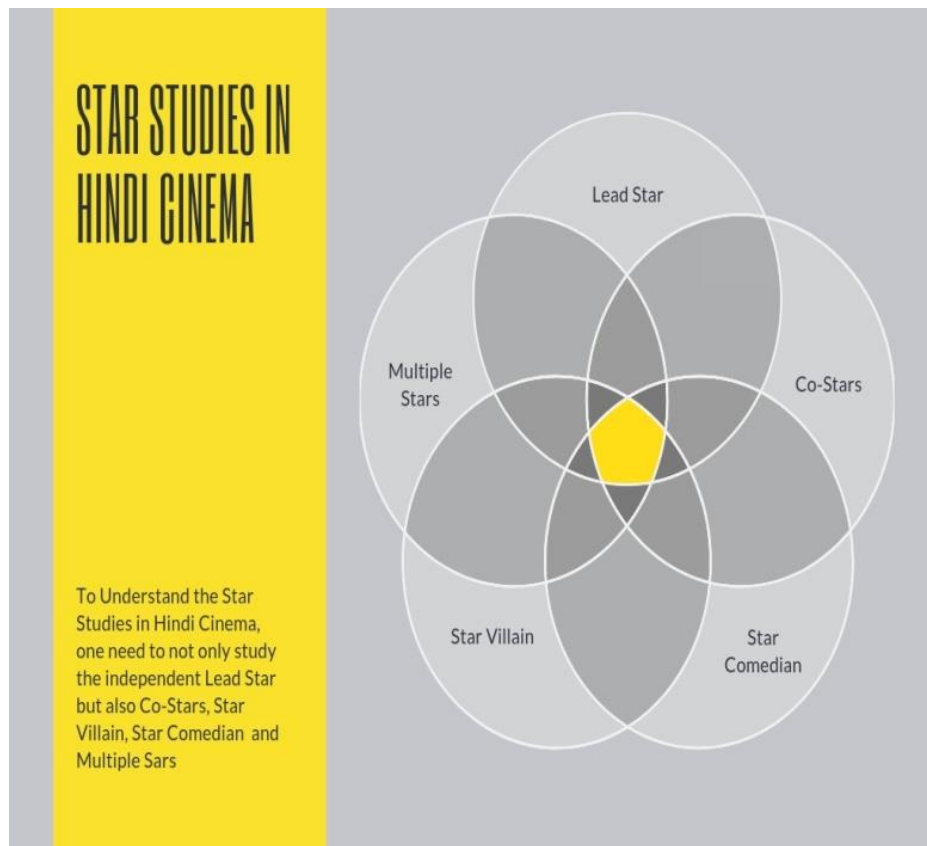 STAR STUDIES IN
HINDI CINEMA
To Understand the Star
Studies in Hindi Cinema,
one need to not only study
the independent Lead Star
but also Co-Stars, Star
Villain, Star Comedian and
Multiple Sars
Lead Star
Multiple
Stars
Co-Stars
Star Villain
Star
Comedian